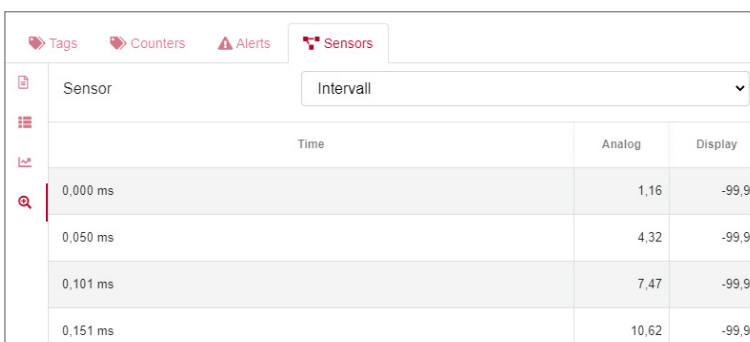 Tags Counters Alerts Sensors
Sensor Intervall
Time Analog Display
0,000 ms 1,16 -99,9
0,050 ms 4,32 -99,9
0,101 ms 7,47 -99,9
0,151 ms 10,62 -99,9